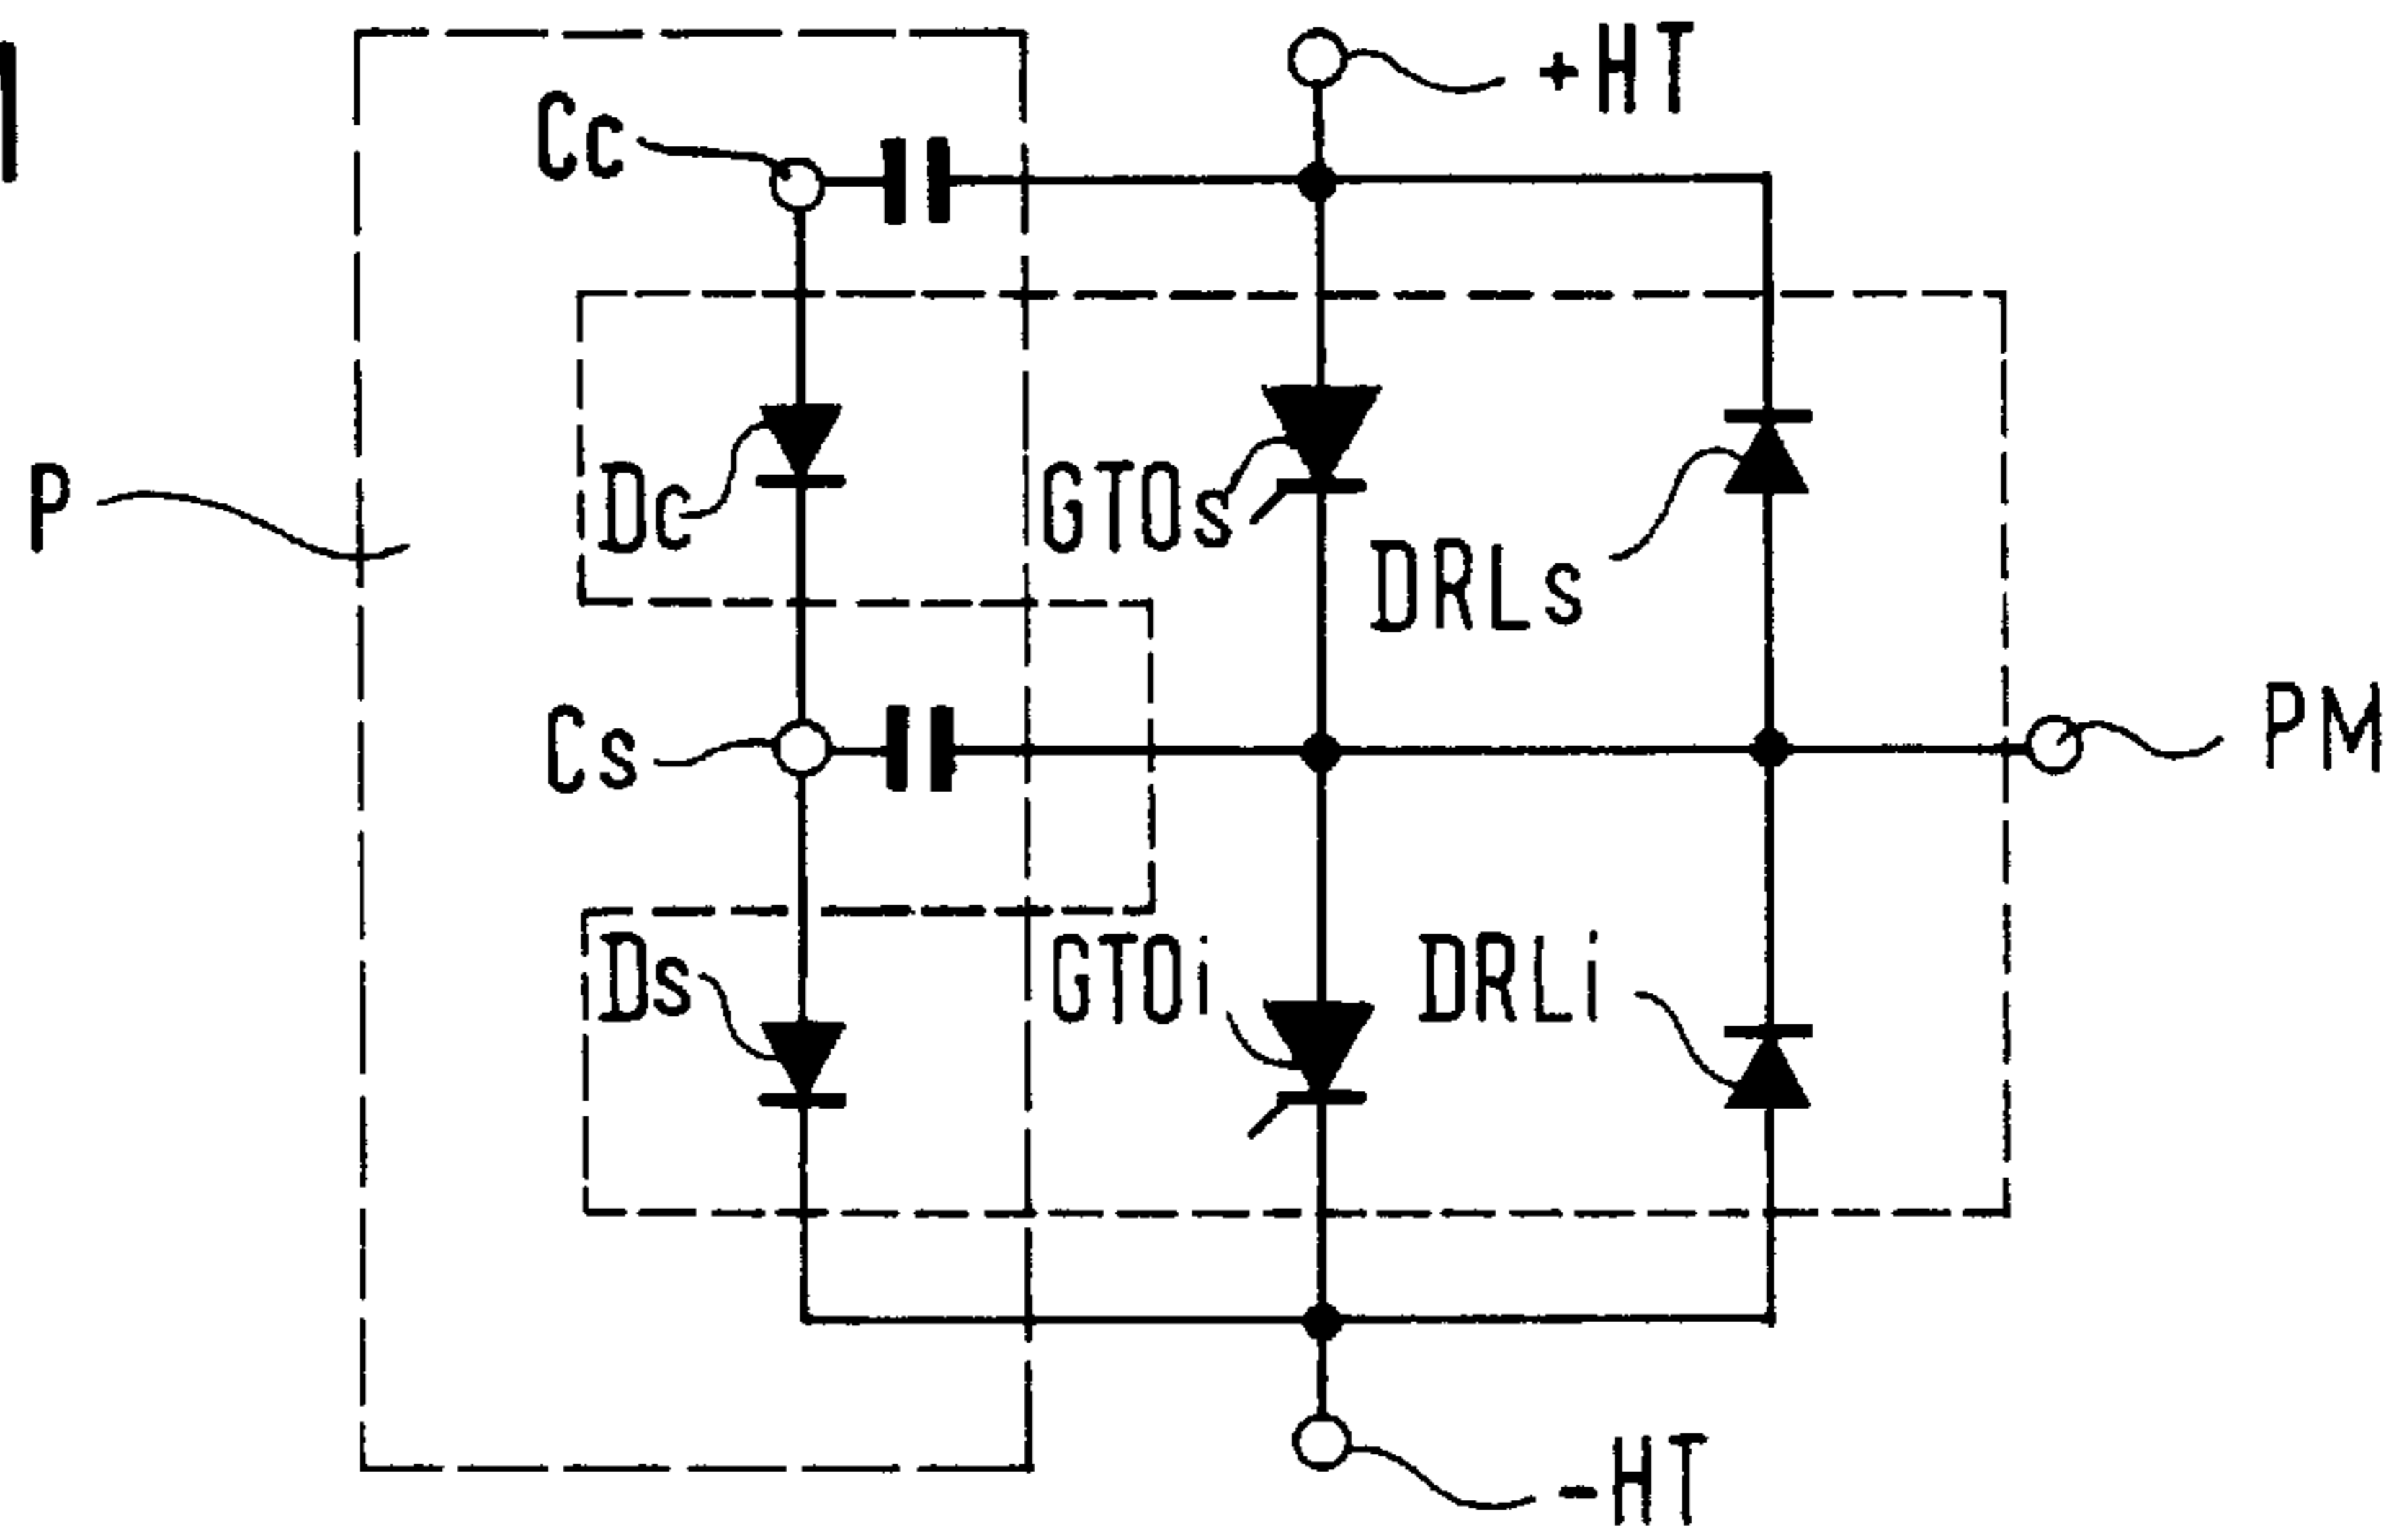 +HT
Cc
P
Dc
GTOs
DRLs
Cs
PM
Ds
GTOi
DRLi
-HT